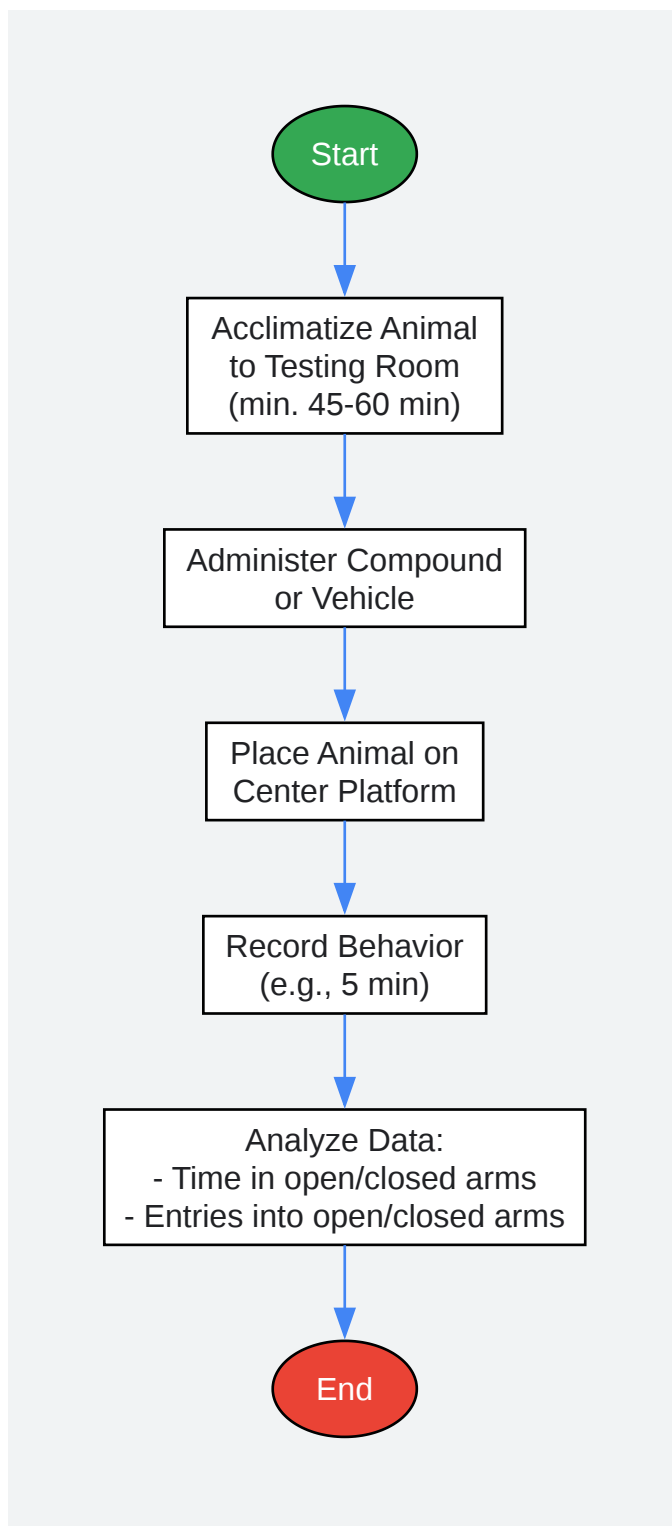 Start
Acclimatize Animal
to Testing Room
(min. 45-60 min)
Administer Compound
or Vehicle
Place Animal on
Center Platform
Record Behavior
(e.g., 5 min)
Analyze Data:
- Time in open/closed arms
- Entries into open/closed arms
End